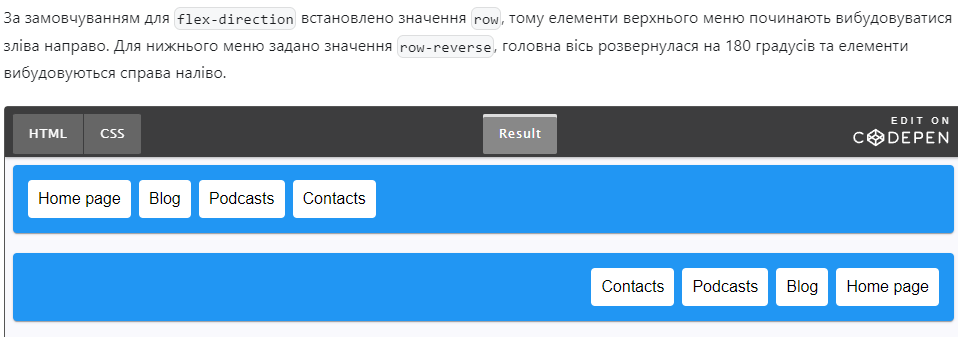 За замовчуванням для flex-direction встановлено значення row, тому елементи верхнього меню починають вибудовуватися
зліва направо. Для нижнього меню задано значення row-reverse, головна вісь розвернулася на 180 градусів та елементи
вибудовуються справа наліво.
HTML CSS Result EDIT ON
CODEPEN
Home page Blog Podcasts Contacts
Contacts Podcasts Blog Home page